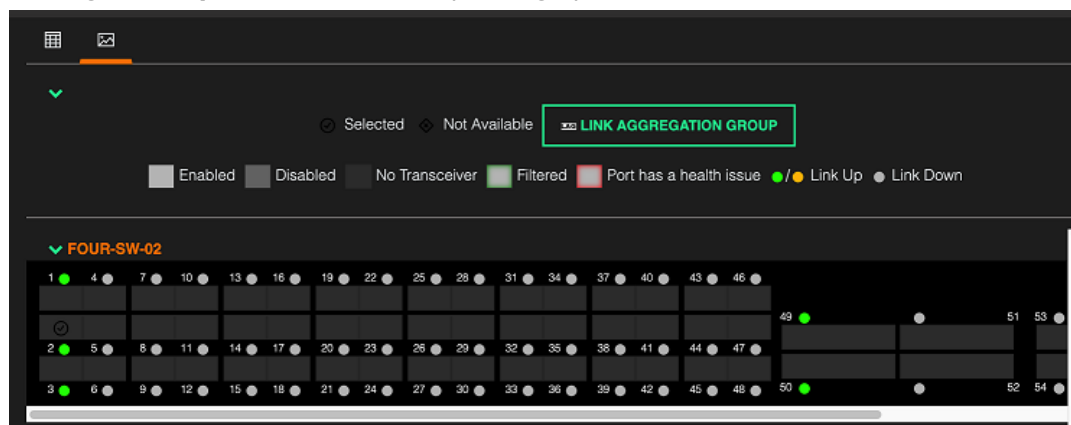 Selected Not Available LINK AGGREGATION GROUP
Enabled Disabled No Transceiver Filtered Port has a health issue / Link Up Link Down
FOUR-SW-02
1 4 7 10 13 16 19 22 25 28 31 34 37 40 43 46
49 51 53
2 5 8 11 14 17 20 23 26 29 32 35 38 41 44 47
3 6 9 12 15 18 21 24 27 30 33 36 39 42 45 48 50 52 54